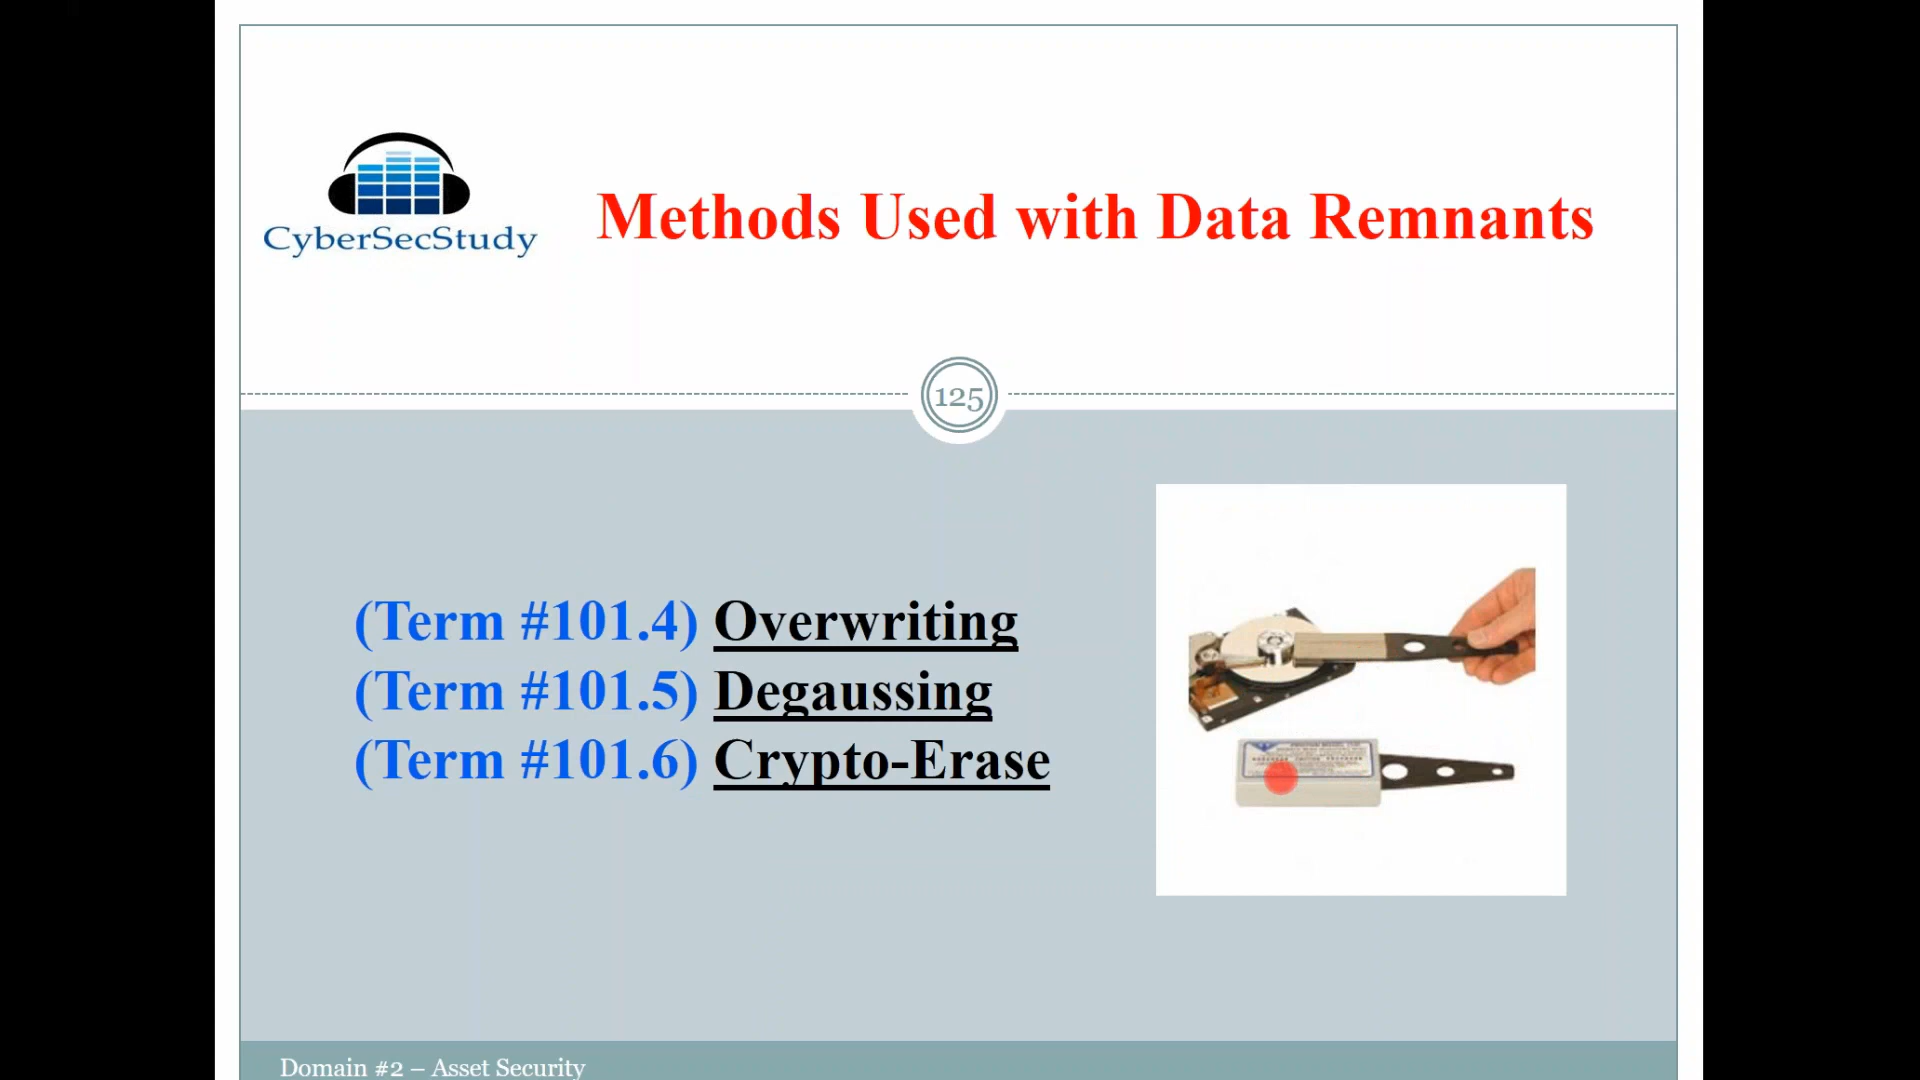 CyberSecStudy
Methods Used with Data Remnants
125
(Term #101.4) Overwriting
(Term #101.5) Degaussing
(Term #101.6) Crypto-Erase
Domain #2 – Asset Security